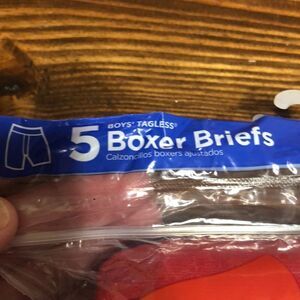 BOYS' TAGLESS®
5 Boxer Briefs
Calzoncillos boxers ajustados